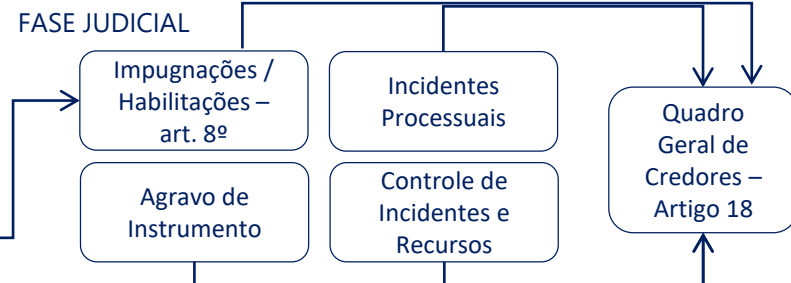 FASE JUDICIAL
Impugnações /
Habilitações –
art. 8º
Incidentes
Processuais
Quadro
Geral de
Credores –
Artigo 18
Agravo de
Instrumento
Controle de
Incidentes e
Recursos